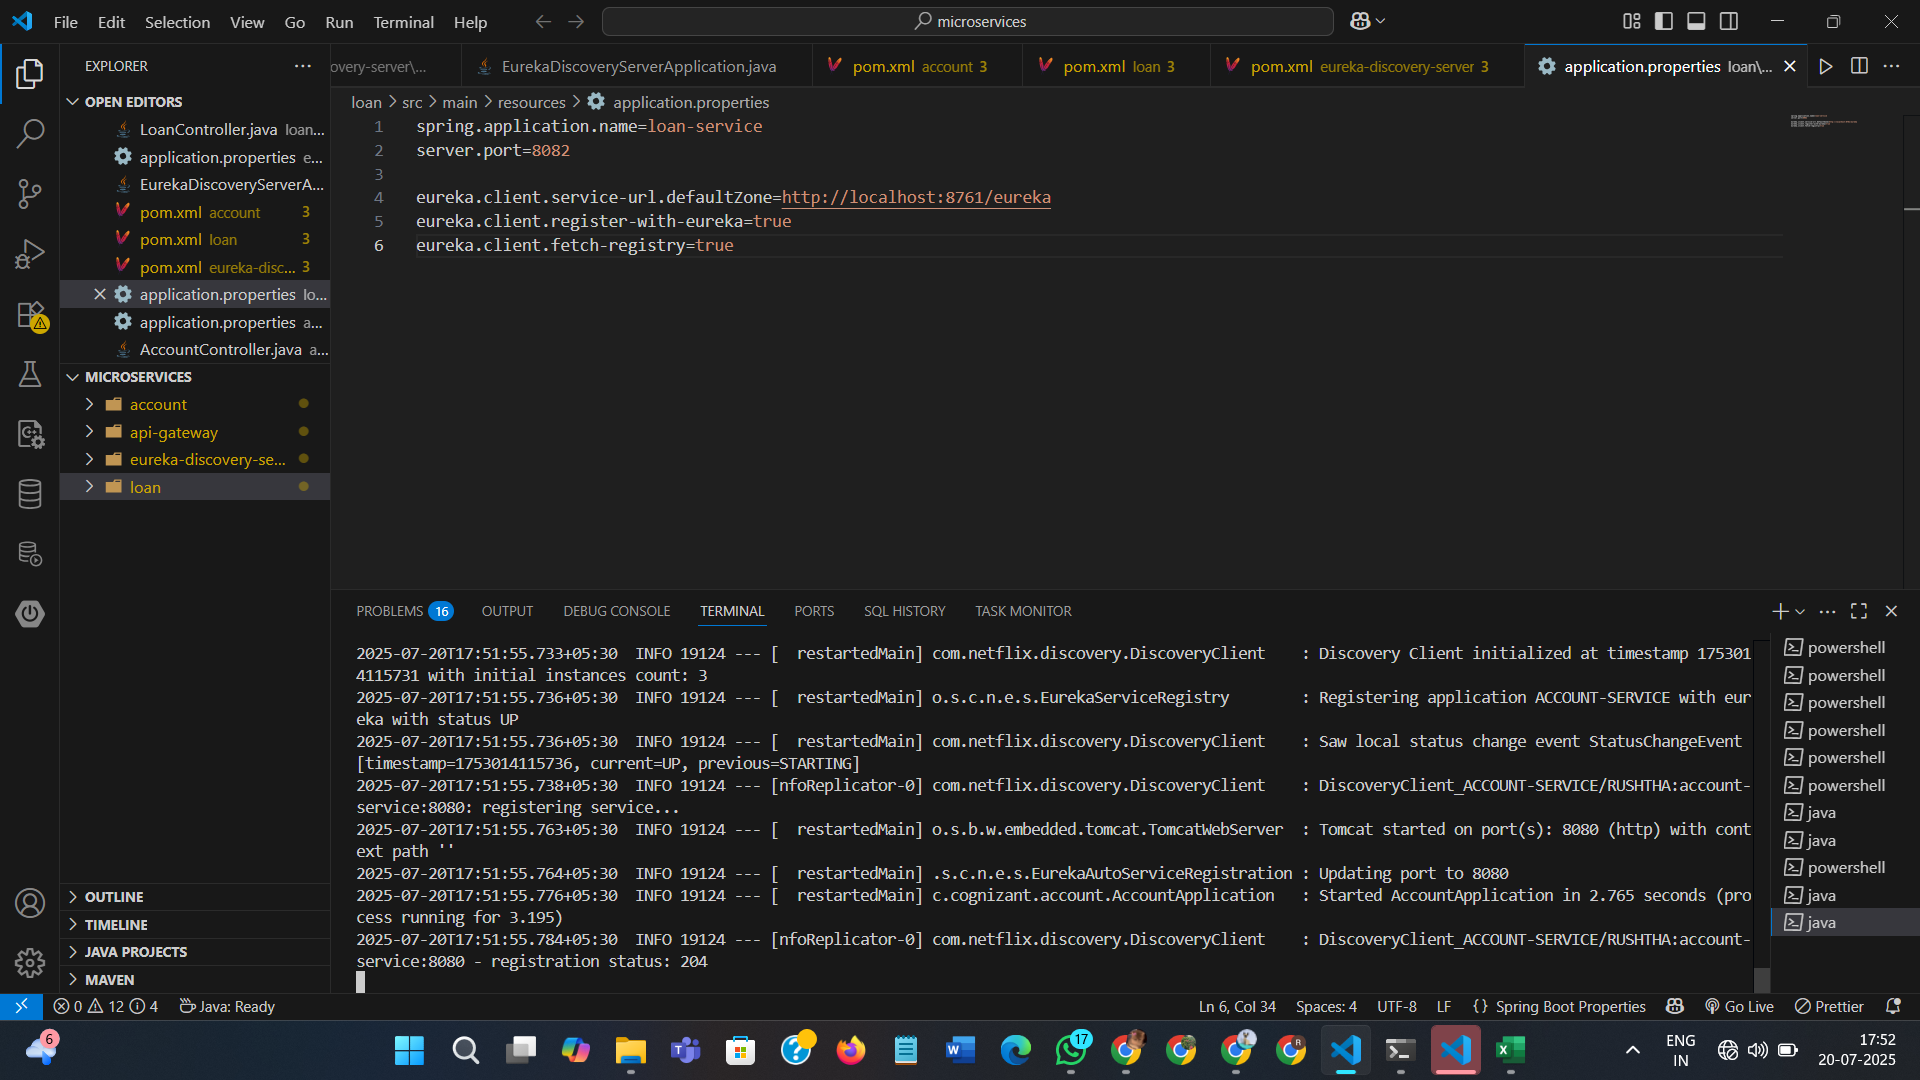 File Edit Selection View Go Run Terminal Help
microservices
EXPLORER
OPEN EDITORS
LoanController.java loan...
application.properties e...
EurekaDiscoveryServerA...
pom.xml account 3
pom.xml loan 3
pom.xml eureka-disc... 3
application.properties lo...
application.properties a...
AccountController.java a...
MICROSERVICES
account
api-gateway
eureka-discovery-se...
loan
OUTLINE
TIMELINE
JAVA PROJECTS
MAVEN
overy-server\... EurekaDiscoveryServerApplication.java pom.xml account 3 pom.xml loan 3 pom.xml eureka-discovery-server 3 application.properties loan\...
loan > src > main > resources > application.properties
1 spring.application.name=loan-service
2 server.port=8082
3
4 eureka.client.service-url.defaultZone=http://localhost:8761/eureka
5 eureka.client.register-with-eureka=true
6 eureka.client.fetch-registry=true
PROBLEMS 16 OUTPUT DEBUG CONSOLE TERMINAL PORTS SQL HISTORY TASK MONITOR
2025-07-20T17:51:55.733+05:30 INFO 19124 --- [ restartedMain] com.netflix.discovery.DiscoveryClient : Discovery Client initialized at timestamp 175301
4115731 with initial instances count: 3
2025-07-20T17:51:55.736+05:30 INFO 19124 --- [ restartedMain] o.s.c.n.e.s.EurekaServiceRegistry : Registering application ACCOUNT-SERVICE with eur
eka with status UP
2025-07-20T17:51:55.736+05:30 INFO 19124 --- [ restartedMain] com.netflix.discovery.DiscoveryClient : Saw local status change event StatusChangeEvent
[timestamp=1753014115736, current=UP, previous=STARTING]
2025-07-20T17:51:55.738+05:30 INFO 19124 --- [nfoReplicator-0] com.netflix.discovery.DiscoveryClient : DiscoveryClient_ACCOUNT-SERVICE/RUSHTHA:account-
service:8080: registering service...
2025-07-20T17:51:55.763+05:30 INFO 19124 --- [ restartedMain] o.s.b.w.embedded.tomcat.TomcatWebServer : Tomcat started on port(s): 8080 (http) with cont
ext path ''
2025-07-20T17:51:55.764+05:30 INFO 19124 --- [ restartedMain] .s.c.n.e.s.EurekaAutoServiceRegistration : Updating port to 8080
2025-07-20T17:51:55.776+05:30 INFO 19124 --- [ restartedMain] c.cognizant.account.AccountApplication : Started AccountApplication in 2.765 seconds (pro
cess running for 3.195)
2025-07-20T17:51:55.784+05:30 INFO 19124 --- [nfoReplicator-0] com.netflix.discovery.DiscoveryClient : DiscoveryClient_ACCOUNT-SERVICE/RUSHTHA:account-
service:8080 - registration status: 204
powershell
powershell
powershell
powershell
powershell
powershell
java
java
powershell
java
java
0 12 4 Java: Ready Ln 6, Col 34 Spaces: 4 UTF-8 LF {} Spring Boot Properties Go Live Prettier
6
17
R
ENG
IN
17:52
20-07-2025